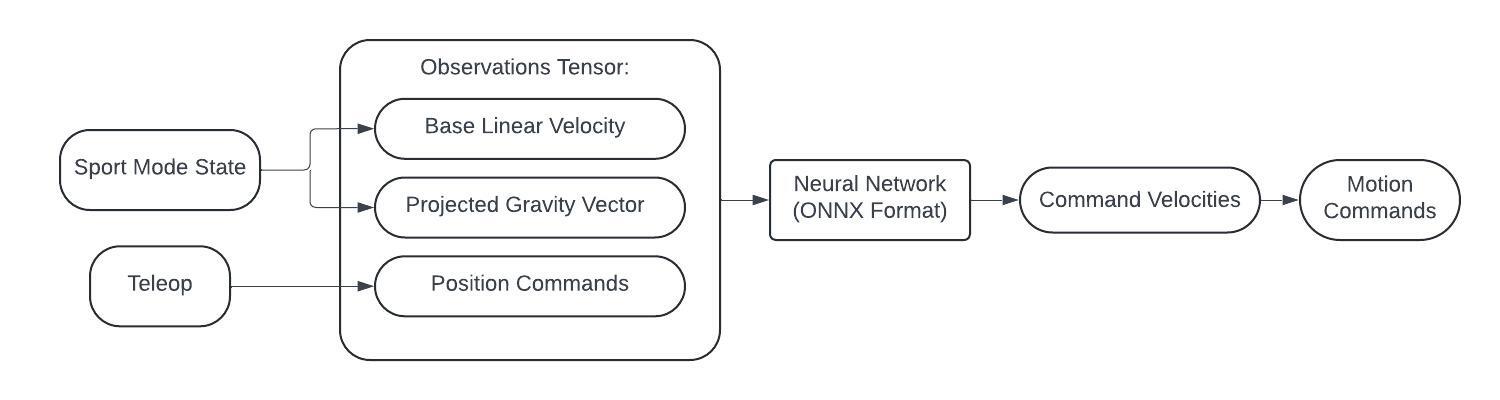 Sport Mode State
Teleop
Observations Tensor:
Base Linear Velocity
Projected Gravity Vector
Position Commands
Neural Network
(ONNX Format)
Command Velocities
Motion
Commands